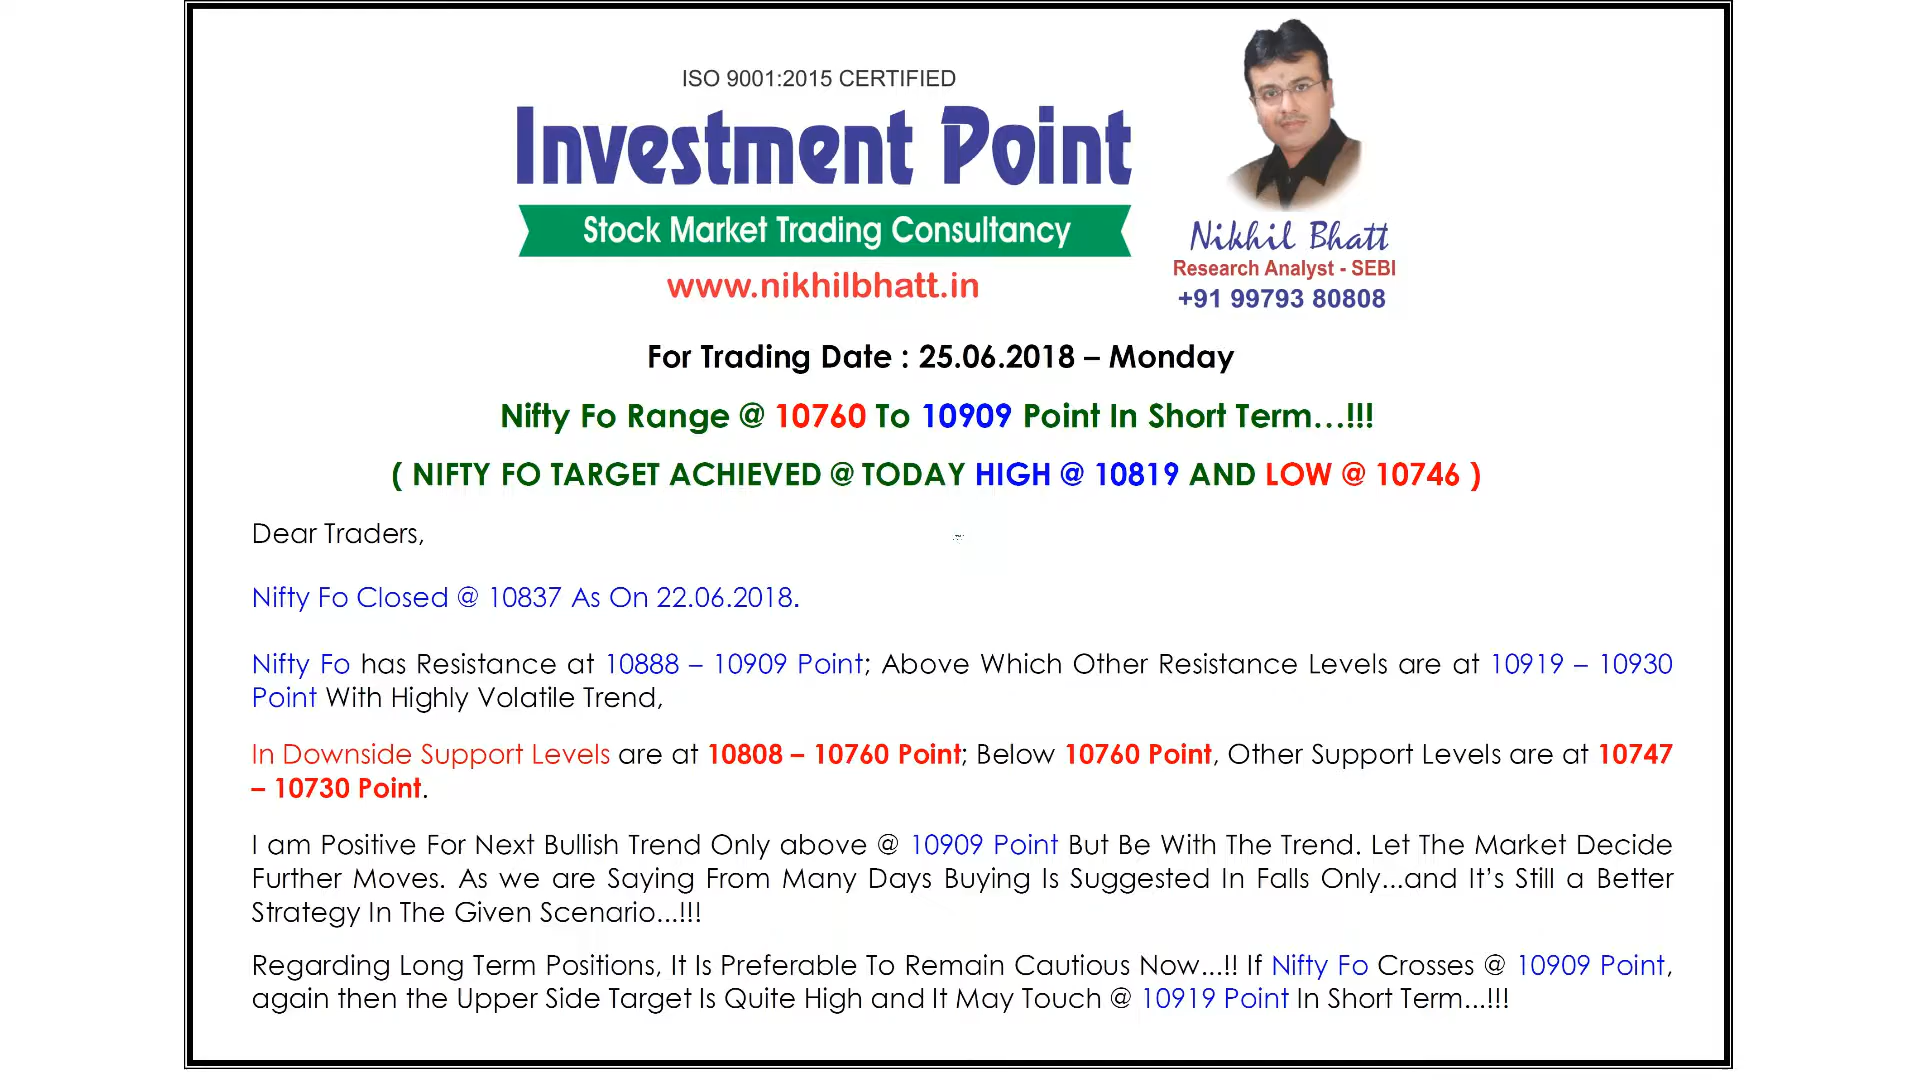 ISO 9001:2015 CERTIFIED
Investment Point
Stock Market Trading Consultancy
www.nikhilbhatt.in
Nikhil Bhatt
Research Analyst - SEBI
+91 99793 80808
For Trading Date : 25.06.2018 – Monday
Nifty Fo Range @ 10760 To 10909 Point In Short Term…!!!
( NIFTY FO TARGET ACHIEVED @ TODAY HIGH @ 10819 AND LOW @ 10746 )
Dear Traders,
Nifty Fo Closed @ 10837 As On 22.06.2018.
Nifty Fo has Resistance at 10888 – 10909 Point; Above Which Other Resistance Levels are at 10919 – 10930
Point With Highly Volatile Trend,
In Downside Support Levels are at 10808 – 10760 Point; Below 10760 Point, Other Support Levels are at 10747
– 10730 Point.
I am Positive For Next Bullish Trend Only above @ 10909 Point But Be With The Trend. Let The Market Decide
Further Moves. As we are Saying From Many Days Buying Is Suggested In Falls Only...and It’s Still a Better
Strategy In The Given Scenario...!!!
Regarding Long Term Positions, It Is Preferable To Remain Cautious Now...!! If Nifty Fo Crosses @ 10909 Point,
again then the Upper Side Target Is Quite High and It May Touch @ 10919 Point In Short Term...!!!